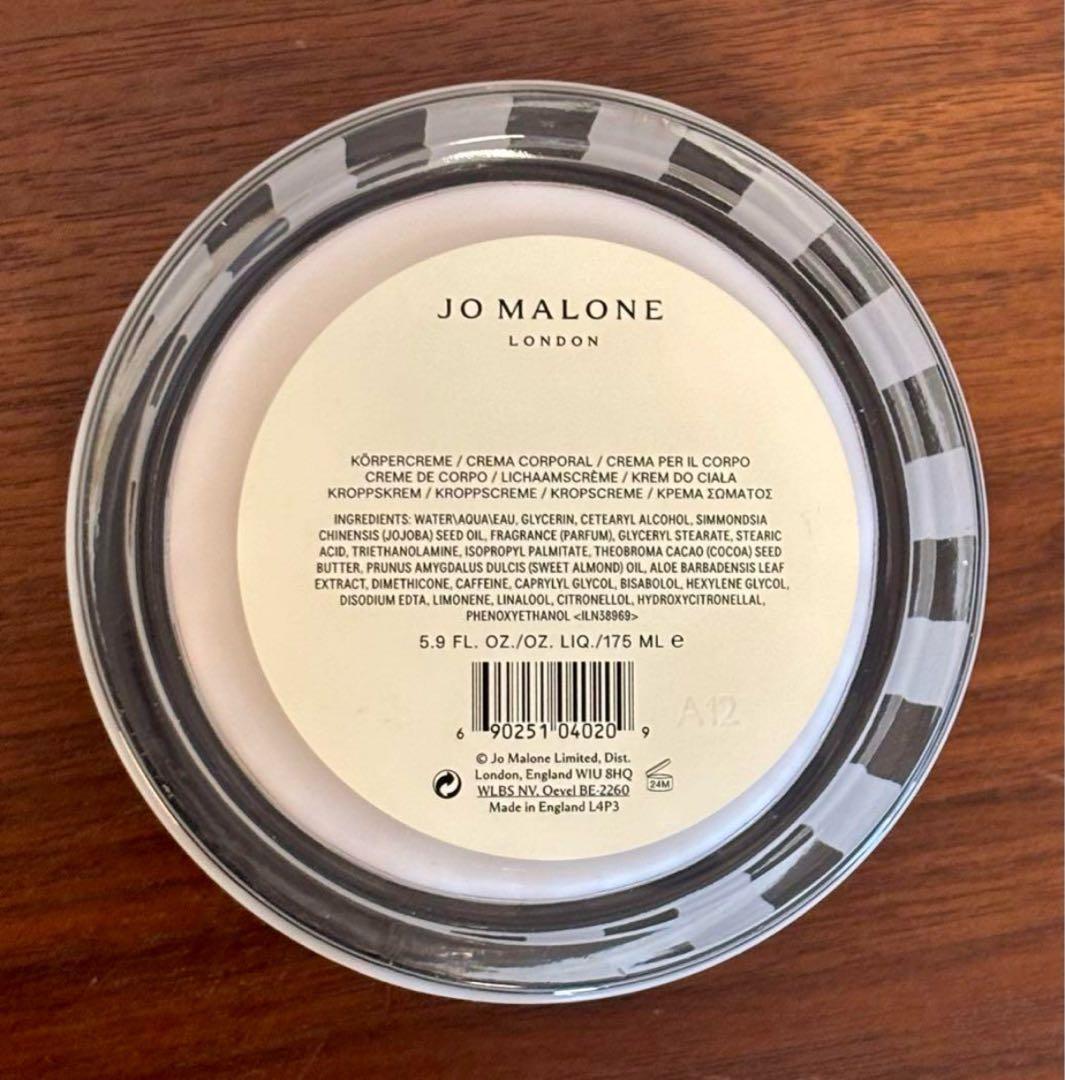 JO MALONE
LONDON
KÖRPERCREME / CREMA CORPORAL / CREMA PER IL CORPO
CREME DE CORPO / LICHAAMSCRÈME / KREM DO CIALA
KROPPSKREM / KROPPSCREME / KROPSCREME / ΚΡΕΜΑ ΣΩΜΑΤΟΣ
INGREDIENTS: WATER\AQUA\EAU, GLYCERIN, CETEARYL ALCOHOL, SIMMONDSIA
CHINENSIS (JOJOBA) SEED OIL, FRAGRANCE (PARFUM), GLYCERYL STEARATE, STEARIC
ACID, TRIETHANOLAMINE, ISOPROPYL PALMITATE, THEOBROMA CACAO (COCOA) SEED
BUTTER, PRUNUS AMYGDALUS DULCIS (SWEET ALMOND) OIL, ALOE BARBADENSIS LEAF
EXTRACT, DIMETHICONE, CAFFEINE, CAPRYLYL GLYCOL, BISABOLOL, HEXYLENE GLYCOL,
DISODIUM EDTA, LIMONENE, LINALOOL, CITRONELLOL, HYDROXYCITRONELLAL,
PHENOXYETHANOL <ILN38969>
5.9 FL. OZ./OZ. LIQ./175 ML ℮
A12
6 90251 04020 9
© Jo Malone Limited, Dist.
London, England W1U 8HQ
WLBS NV. Oevel BE-2260
24M
Made in England L4P3